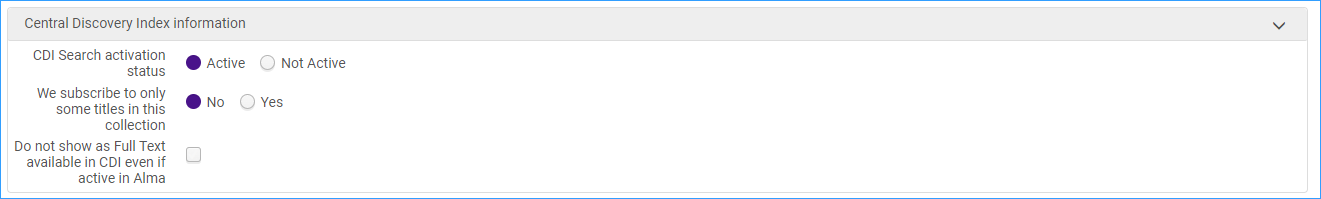 Central Discovery Index information
CDI Search activation
status
Active
Not Active
We subscribe to only
some titles in this
collection
No
Yes
Do not show as Full Text
available in CDI even if
active in Alma